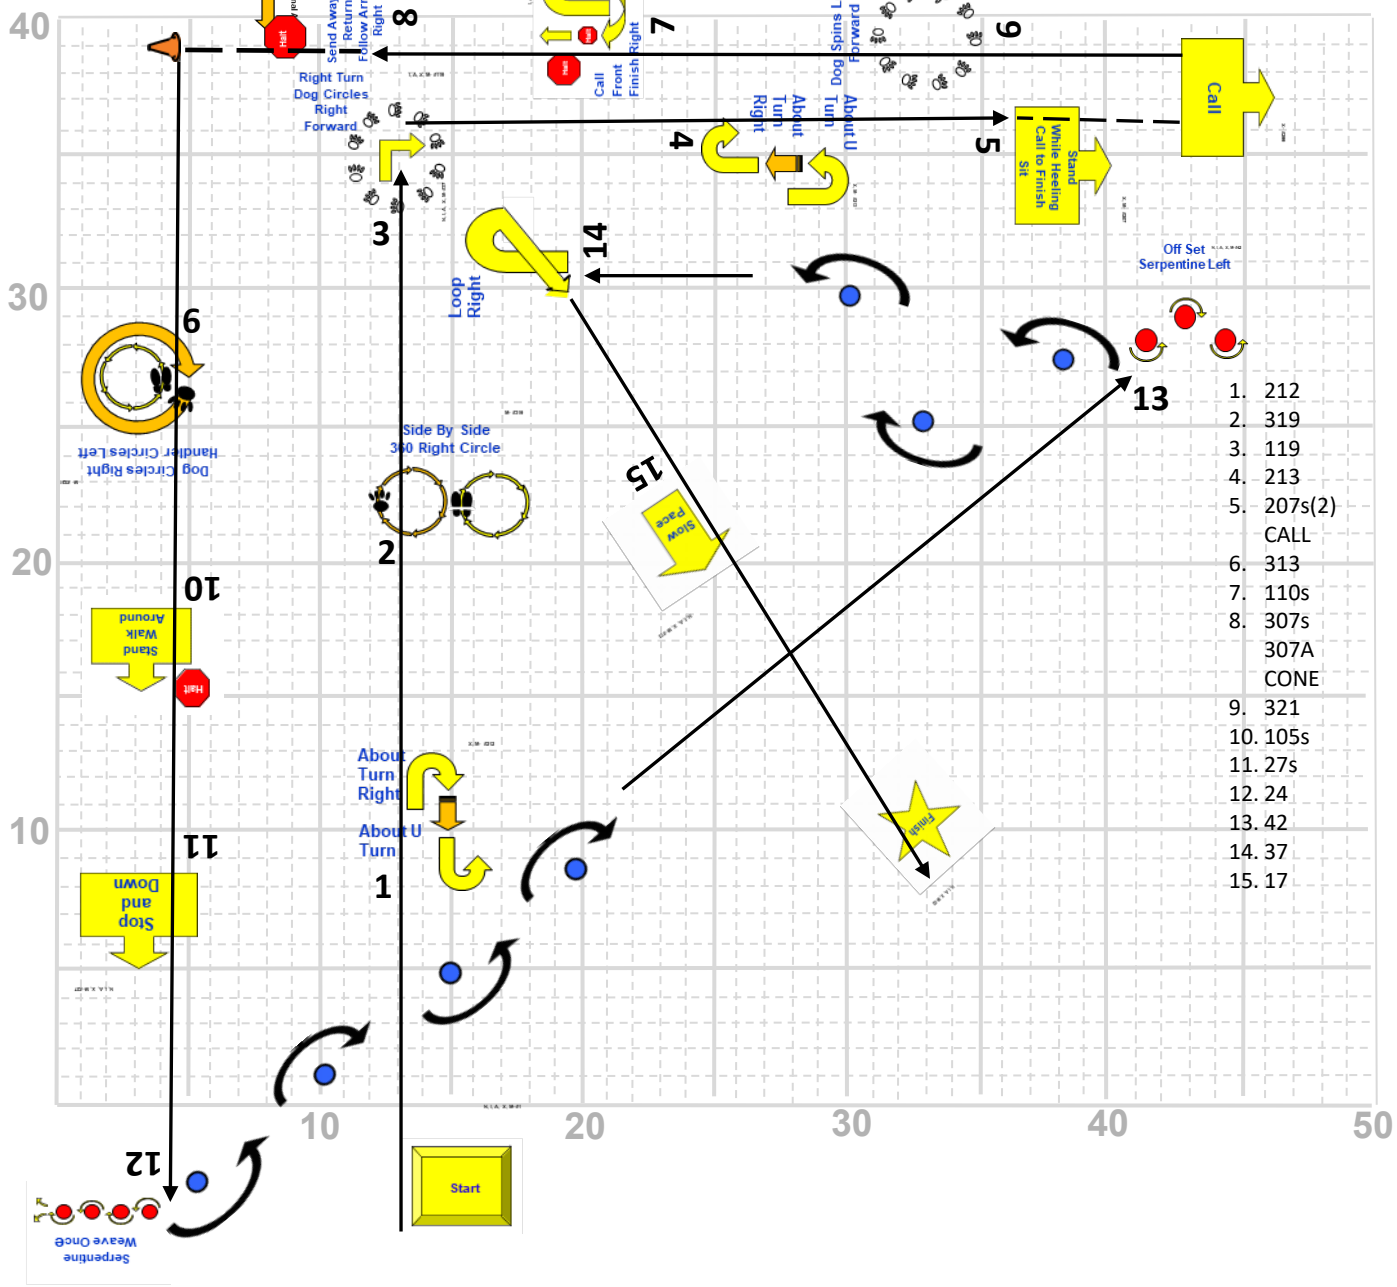 40
30
20
10
10
20
30
40
50
Send Away
Return
Follow Arr
Right
8
Halt
Right Turn
Dog Circles
Right
Forward
3
Halt
Halt
Call
Front
Finish Right
7
Dog Spins L
Forward
6
Call
About
Turn
Right
About U
Turn
4
5
Stand
While Heeling
Call to Finish
Sit
14
Loop
Right
Off Set
Serpentine Left
13
9
Dog Circles Right
Handler Circles Left
Side By Side
360 Right Circle
2
15
Slow
Pace
10
Stand
Walk
Around
Halt
About
Turn
Right
About U
Turn
1
Finish
11
Stop
and
Down
12
Serpentine
Weave Once
Start
1. 212
2. 319
3. 119
4. 213
5. 207s(2)
CALL
6. 313
7. 110s
8. 307s
307A
CONE
9. 321
10. 105s
11. 27s
12. 24
13. 42
14. 37
15. 17